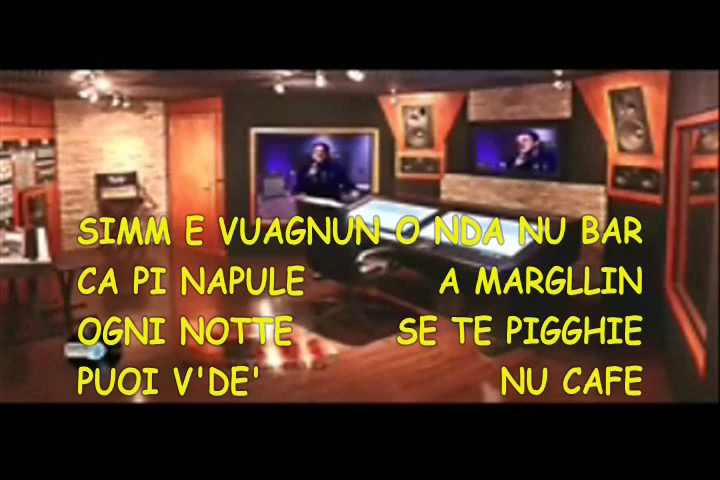 SIMM E VUAGNUN O NDA NU BAR
CA PI NAPULE A MARGLLIN
OGNI NOTTE SE TE PIGGHIE
PUOI V'DE' NU CAFE